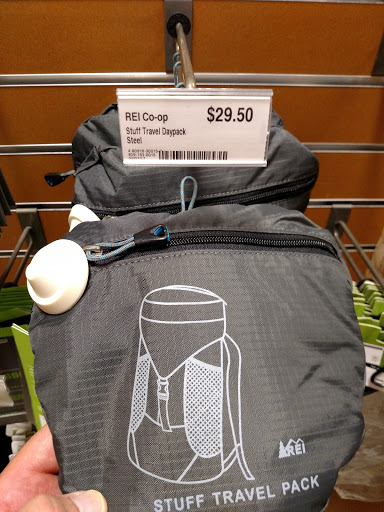 REI Co-op $29.50
Stuff Travel Daypack
Steel
REI
STUFF TRAVEL PACK